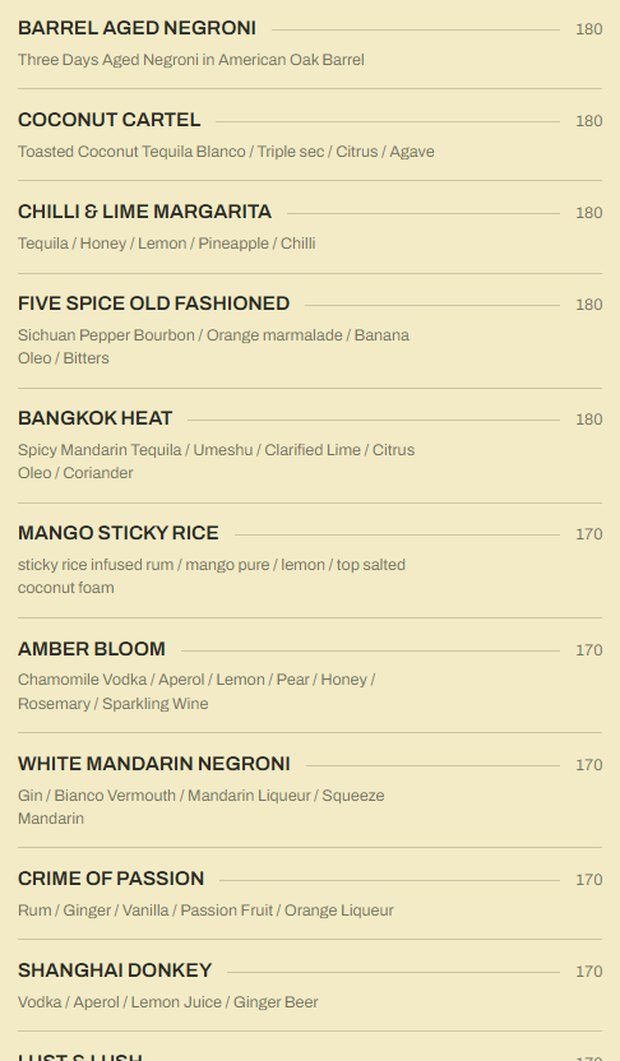 BARREL AGED NEGRONI 180
Three Days Aged Negroni in American Oak Barrel
COCONUT CARTEL 180
Toasted Coconut Tequila Blanco / Triple sec / Citrus / Agave
CHILLI & LIME MARGARITA 180
Tequila / Honey / Lemon / Pineapple / Chilli
FIVE SPICE OLD FASHIONED 180
Sichuan Pepper Bourbon / Orange marmalade / Banana
Oleo / Bitters
BANGKOK HEAT 180
Spicy Mandarin Tequila / Umeshu / Clarified Lime / Citrus
Oleo / Coriander
MANGO STICKY RICE 170
sticky rice infused rum / mango pure / lemon / top salted
coconut foam
AMBER BLOOM 170
Chamomile Vodka / Aperol / Lemon / Pear / Honey /
Rosemary / Sparkling Wine
WHITE MANDARIN NEGRONI 170
Gin / Bianco Vermouth / Mandarin Liqueur / Squeeze
Mandarin
CRIME OF PASSION 170
Rum / Ginger / Vanilla / Passion Fruit / Orange Liqueur
SHANGHAI DONKEY 170
Vodka / Aperol / Lemon Juice / Ginger Beer